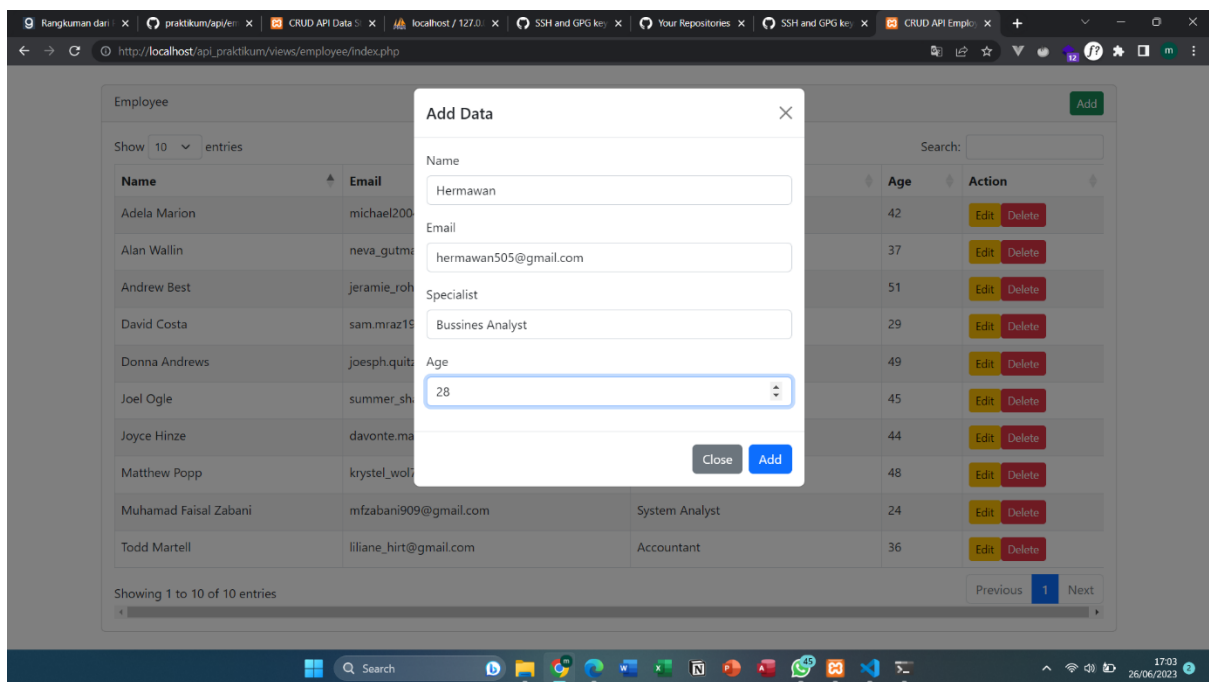 Rangkuman dari
praktikum/api/em
CRUD API Data S
localhost / 127.0.
SSH and GPG key
Your Repositories
SSH and GPG key
CRUD API Employ
http://localhost/api_praktikum/views/employee/index.php
12
f?
m
Employee
Add
Show 10 entries
Search:
Name Email Age Action
Adela Marion michael200 42 Edit Delete
Alan Wallin neva_gutma 37 Edit Delete
Andrew Best jeramie_roh 51 Edit Delete
David Costa sam.mraz19 29 Edit Delete
Donna Andrews joesph.quitz 49 Edit Delete
Joel Ogle summer_sh 45 Edit Delete
Joyce Hinze davonte.ma 44 Edit Delete
Matthew Popp krystel_wol7 48 Edit Delete
Muhamad Faisal Zabani mfzabani909@gmail.com System Analyst 24 Edit Delete
Todd Martell liliane_hirt@gmail.com Accountant 36 Edit Delete
Showing 1 to 10 of 10 entries
Previous 1 Next
Add Data
Name
Hermawan
Email
hermawan505@gmail.com
Specialist
Bussines Analyst
Age
28
Close Add
Search
45
17:03
26/06/2023
2